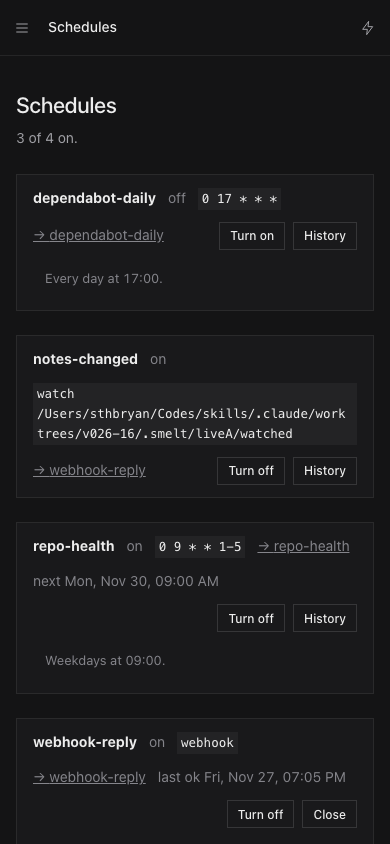 Schedules
Schedules
3 of 4 on.
dependabot-daily off 0 17 * * *
→ dependabot-daily Turn on History
Every day at 17:00.
notes-changed on
watch
/Users/sthbryan/Codes/skills/.claude/work
trees/v026-16/.smelt/liveA/watched
→ webhook-reply Turn off History
repo-health on 0 9 * * 1-5 → repo-health
next Mon, Nov 30, 09:00 AM
Turn off History
Weekdays at 09:00.
webhook-reply on webhook
→ webhook-reply last ok Fri, Nov 27, 07:05 PM
Turn off Close